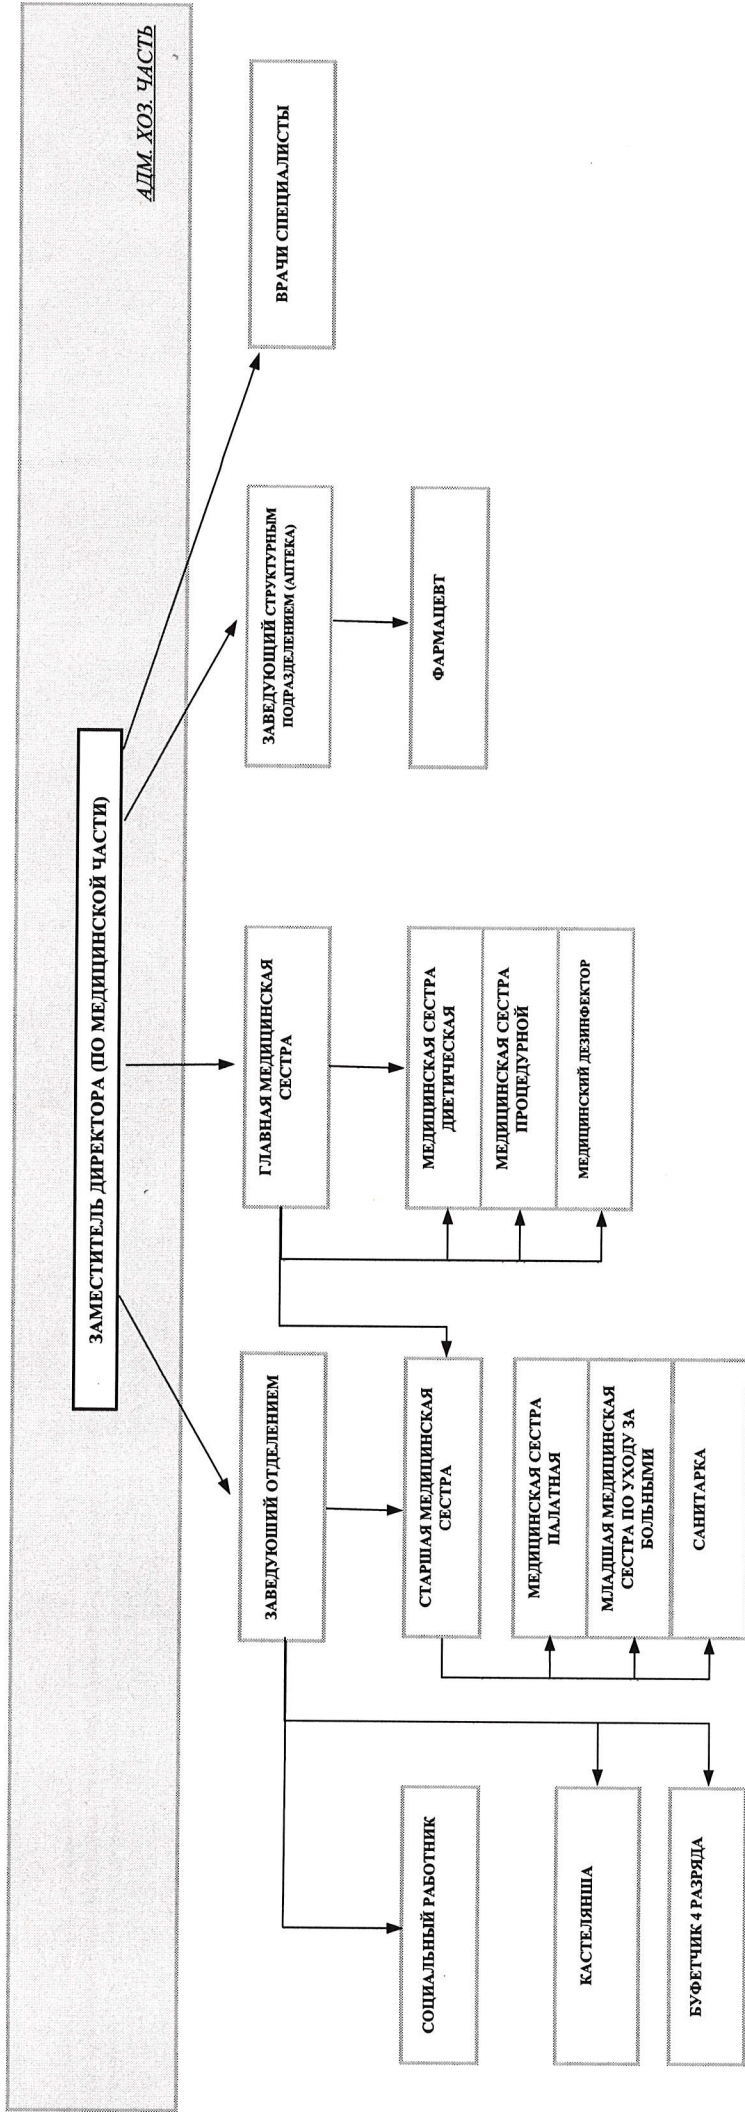 АДМ. ХОЗ. ЧАСТЬ
ЗАМЕСТИТЕЛЬ ДИРЕКТОРА (ПО МЕДИЦИНСКОЙ ЧАСТИ)
ЗАВЕДУЮЩИЙ ОТДЕЛЕНИЕМ
ГЛАВНАЯ МЕДИЦИНСКАЯ
СЕСТРА
ЗАВЕДУЮЩИЙ СТРУКТУРНЫМ
ПОДРАЗДЕЛЕНИЕМ (АПТЕКА)
ВРАЧИ СПЕЦИАЛИСТЫ
СОЦИАЛЬНЫЙ РАБОТНИК
СТАРШАЯ МЕДИЦИНСКАЯ
СЕСТРА
МЕДИЦИНСКАЯ СЕСТРА
ДИЕТИЧЕСКАЯ
МЕДИЦИНСКАЯ СЕСТРА
ПРОЦЕДУРНОЙ
МЕДИЦИНСКИЙ ДЕЗИНФЕКТОР
ФАРМАЦЕВТ
КАСТЕЛЯНША
БУФЕТЧИК 4 РАЗРЯДА
МЕДИЦИНСКАЯ СЕСТРА
ПАЛАТНАЯ
МЛАДШАЯ МЕДИЦИНСКАЯ
СЕСТРА ПО УХОДУ ЗА
БОЛЬНЫМИ
САНИТАРКА